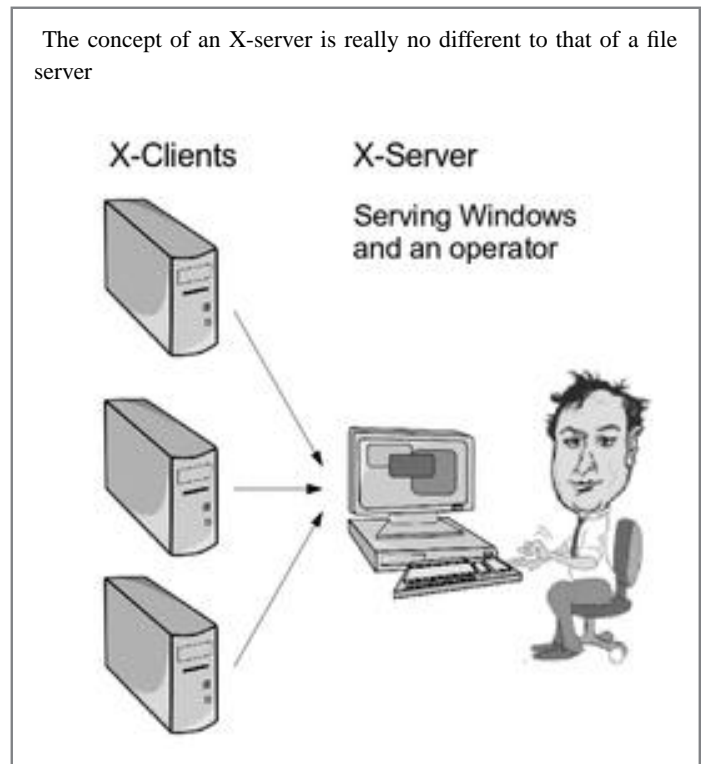 The concept of an X-server is really no different to that of a file
server
X-Clients
X-Server
Serving Windows
and an operator